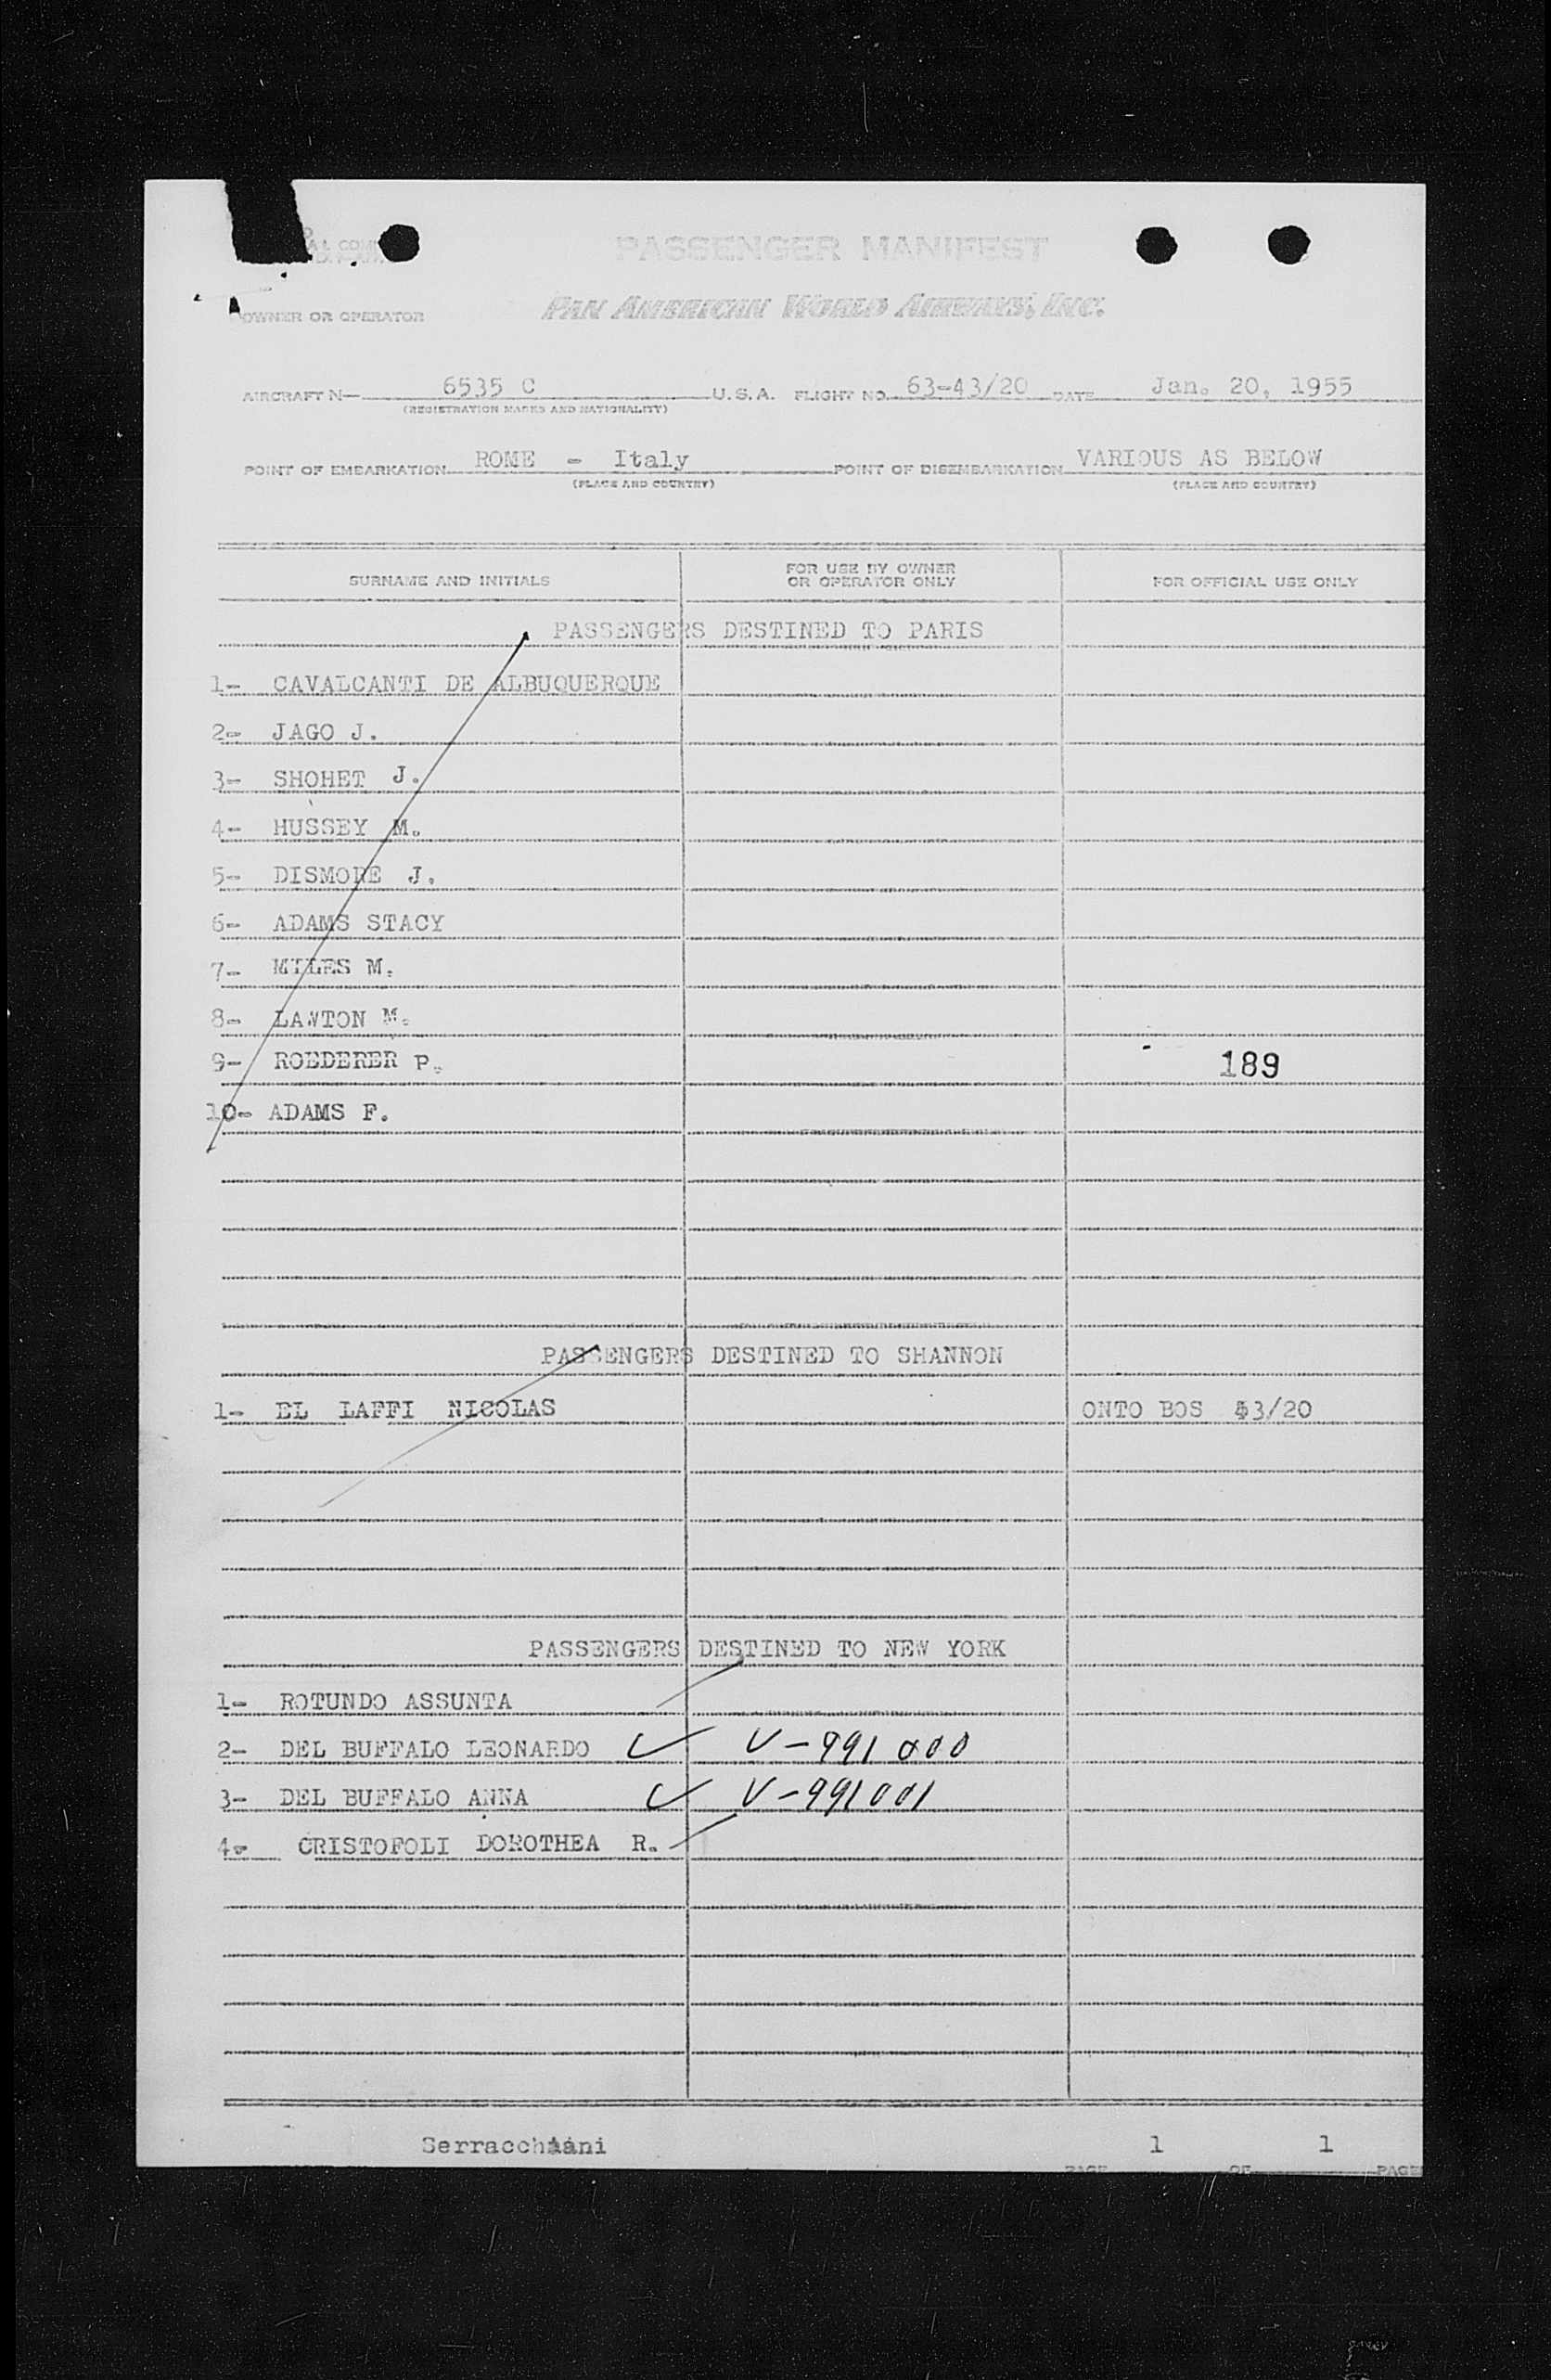 PASSENGER MANIFEST
OWNER OR OPERATOR PAN AMERICAN WORLD AIRWAYS, INC.
AIRCRAFT N— 6535 C U.S.A. FLIGHT NO. 63-43/20 DATE Jan. 20, 1955
(REGISTRATION MARKS AND NATIONALITY)
POINT OF EMBARKATION ROME - Italy POINT OF DISEMBARKATION VARIOUS AS BELOW
(PLACE AND COUNTRY) (PLACE AND COUNTRY)
SURNAME AND INITIALS FOR USE BY OWNER OR OPERATOR ONLY FOR OFFICIAL USE ONLY
PASSENGERS DESTINED TO PARIS
1- CAVALCANTI DE ALBUQUERQUE
2- JAGO J.
3- SHOHET J.
4- HUSSEY M.
5- DISMORE J.
6- ADAMS STACY
7- MILES M.
8- LAWTON M.
9- ROEDERER P. 189
10- ADAMS F.
PASSENGERS DESTINED TO SHANNON
1- EL LAFFI NICOLAS ONTO BOS 53/20
PASSENGERS DESTINED TO NEW YORK
1- ROTUNDO ASSUNTA
2- DEL BUFFALO LEONARDO V-991000
3- DEL BUFFALO ANNA V-991001
4- CRISTOFOLI DOROTHEA R.
Serracchiani 1 1
PAGE OF PAGE